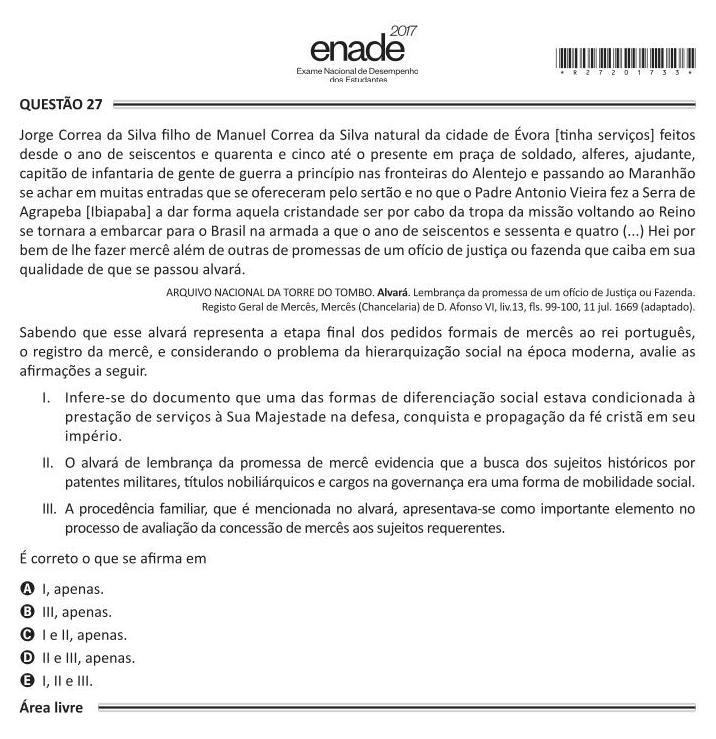 2017
enade
Exame Nacional de Desempenho
dos Estudantes
*R27201733*
QUESTÃO 27
Jorge Correa da Silva filho de Manuel Correa da Silva natural da cidade de Évora [tinha serviços] feitos
desde o ano de seiscentos e quarenta e cinco até o presente em praça de soldado, alferes, ajudante,
capitão de infantaria de gente de guerra a princípio nas fronteiras do Alentejo e passando ao Maranhão
se achar em muitas entradas que se ofereceram pelo sertão e no que o Padre Antonio Vieira fez a Serra de
Agrapeba [Ibiapaba] a dar forma aquela cristandade ser por cabo da tropa da missão voltando ao Reino
se tornara a embarcar para o Brasil na armada a que o ano de seiscentos e sessenta e quatro (...) Hei por
bem de lhe fazer mercê além de outras de promessas de um ofício de justiça ou fazenda que caiba em sua
qualidade de que se passou alvará.
ARQUIVO NACIONAL DA TORRE DO TOMBO. Alvará. Lembrança da promessa de um ofício de Justiça ou Fazenda.
Registo Geral de Mercês, Mercês (Chancelaria) de D. Afonso VI, liv.13, fls. 99-100, 11 jul. 1669 (adaptado).
Sabendo que esse alvará representa a etapa final dos pedidos formais de mercês ao rei português,
o registro da mercê, e considerando o problema da hierarquização social na época moderna, avalie as
afirmações a seguir.
I. Infere-se do documento que uma das formas de diferenciação social estava condicionada à
prestação de serviços à Sua Majestade na defesa, conquista e propagação da fé cristã em seu
império.
II. O alvará de lembrança da promessa de mercê evidencia que a busca dos sujeitos históricos por
patentes militares, títulos nobiliárquicos e cargos na governança era uma forma de mobilidade social.
III. A procedência familiar, que é mencionada no alvará, apresentava-se como importante elemento no
processo de avaliação da concessão de mercês aos sujeitos requerentes.
É correto o que se afirma em
A I, apenas.
B III, apenas.
C I e II, apenas.
D II e III, apenas.
E I, II e III.
Área livre